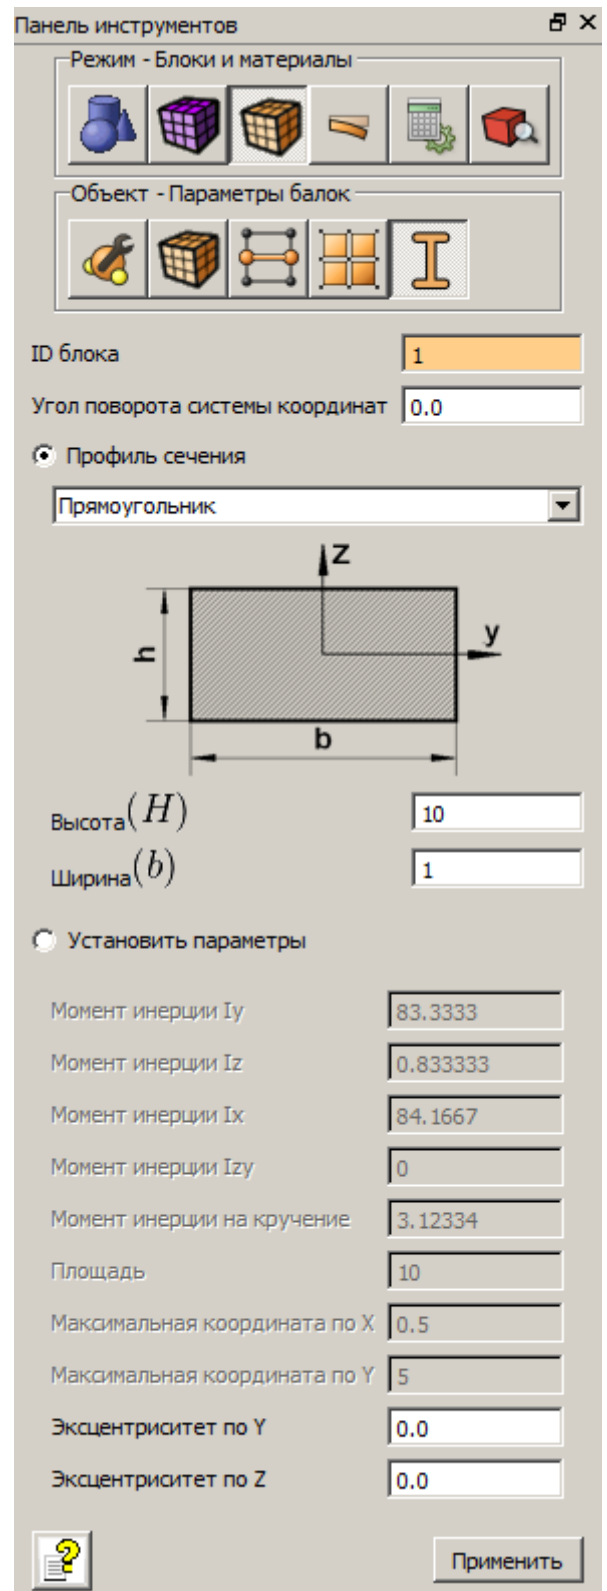 Панель инструментов
Режим - Блоки и материалы
Объект - Параметры балок
ID блока 1
Угол поворота системы координат 0.0
Профиль сечения
Прямоугольник
z
y
h
b
Высота (H) 10
Ширина (b) 1
Установить параметры
Момент инерции Iy 83.3333
Момент инерции Iz 0.833333
Момент инерции Ix 84.1667
Момент инерции Izy 0
Момент инерции на кручение 3.12334
Площадь 10
Максимальная координата по X 0.5
Максимальная координата по Y 5
Эксцентриситет по Y 0.0
Эксцентриситет по Z 0.0
Применить